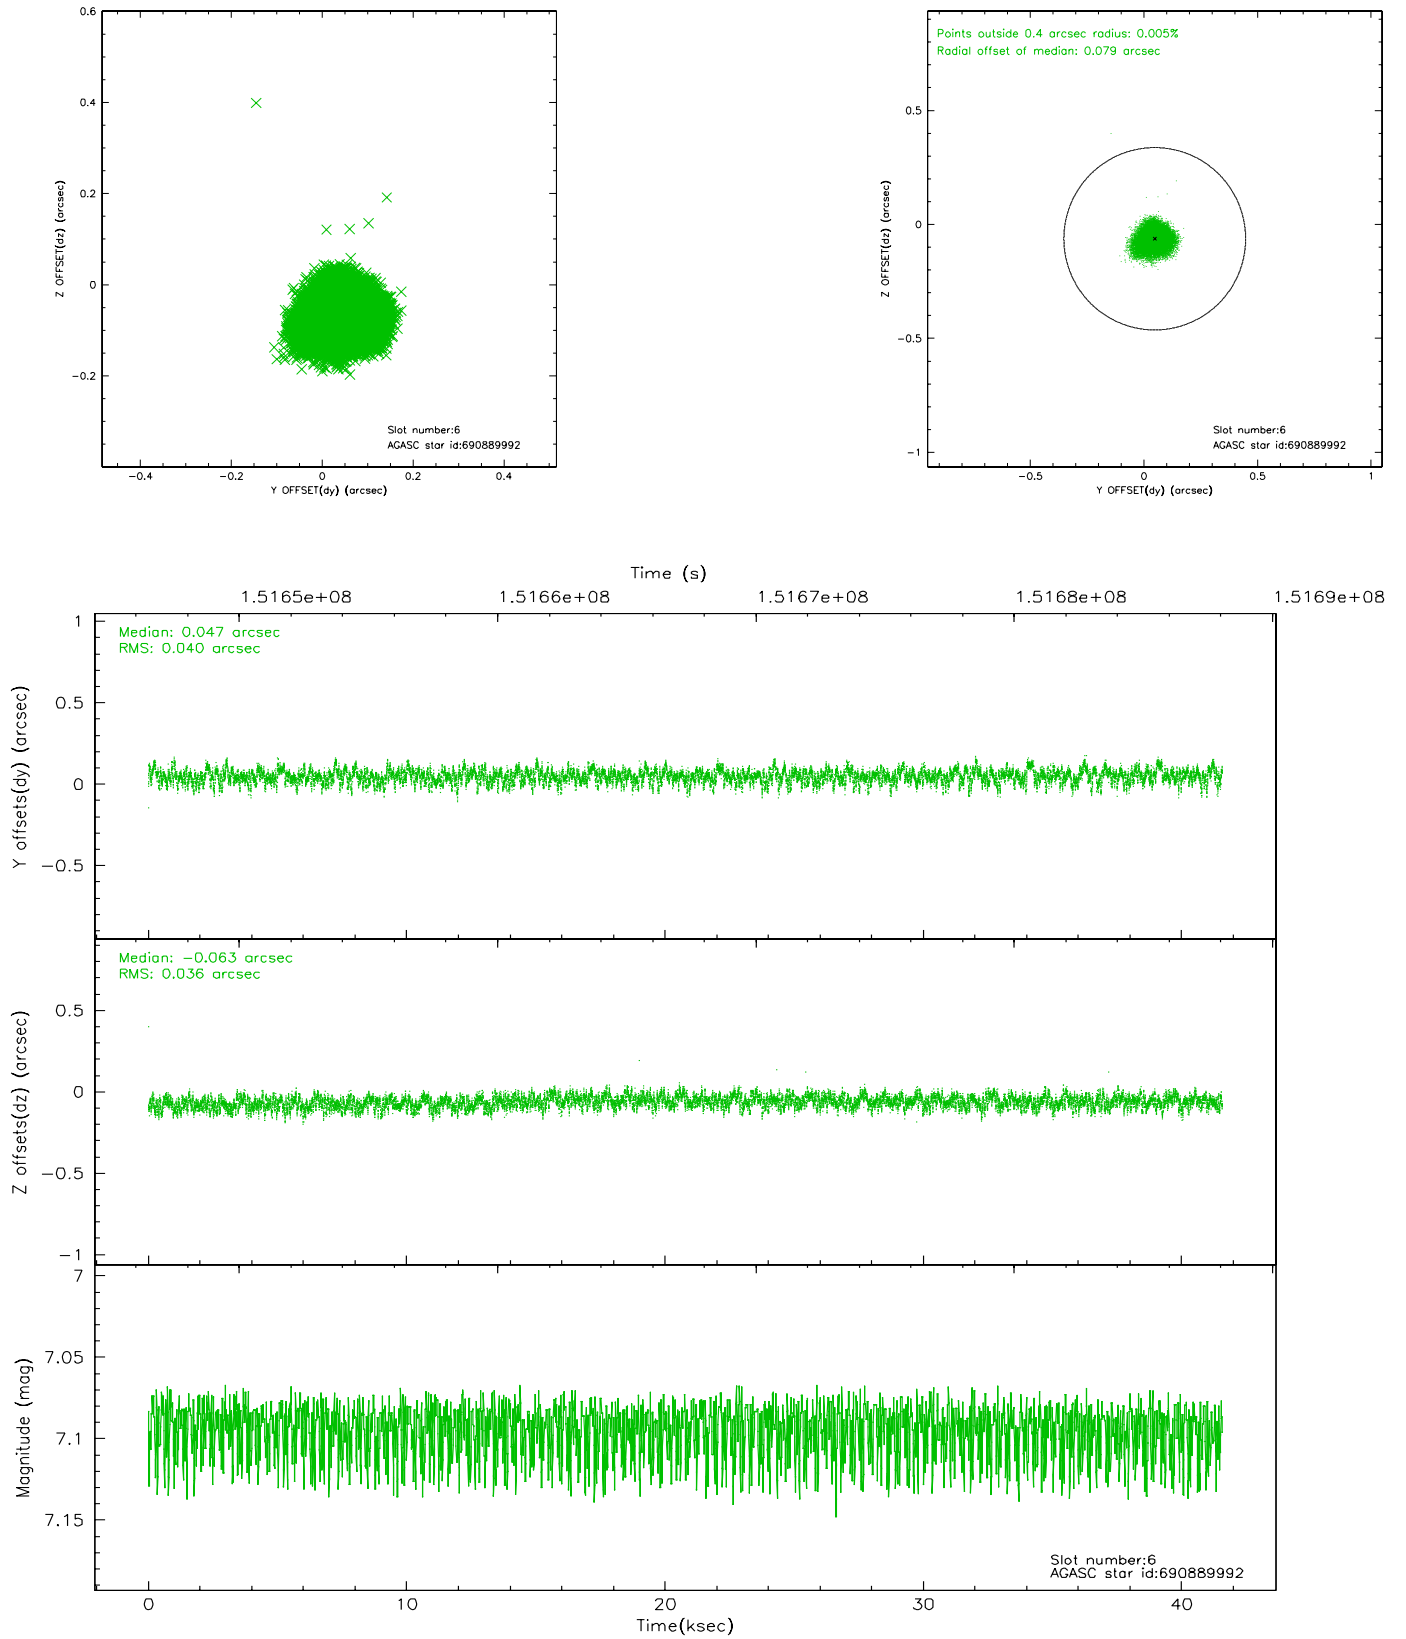 0.6
0.4
0.2
0
−0.2
Z OFFSET(dz) (arcsec)
Slot number:6
AGASC star id:690889992
−0.4 −0.2 0 0.2 0.4
Y OFFSET(dy) (arcsec)
Points outside 0.4 arcsec radius: 0.005%
Radial offset of median: 0.079 arcsec
0.5
0
−0.5
−1
Z OFFSET(dz) (arcsec)
Slot number:6
AGASC star id:690889992
−0.5 0 0.5 1
Y OFFSET(dy) (arcsec)
Time (s)
1.5165e+08 1.5166e+08 1.5167e+08 1.5168e+08 1.5169e+08
Median: 0.047 arcsec
RMS: 0.040 arcsec
1
0.5
0
−0.5
Y offsets(dy) (arcsec)
Median: −0.063 arcsec
RMS: 0.036 arcsec
0.5
0
−0.5
−1
Z offsets(dz) (arcsec)
7
7.05
7.1
7.15
Magnitude (mag)
Slot number:6
AGASC star id:690889992
0 10 20 30 40
Time(ksec)